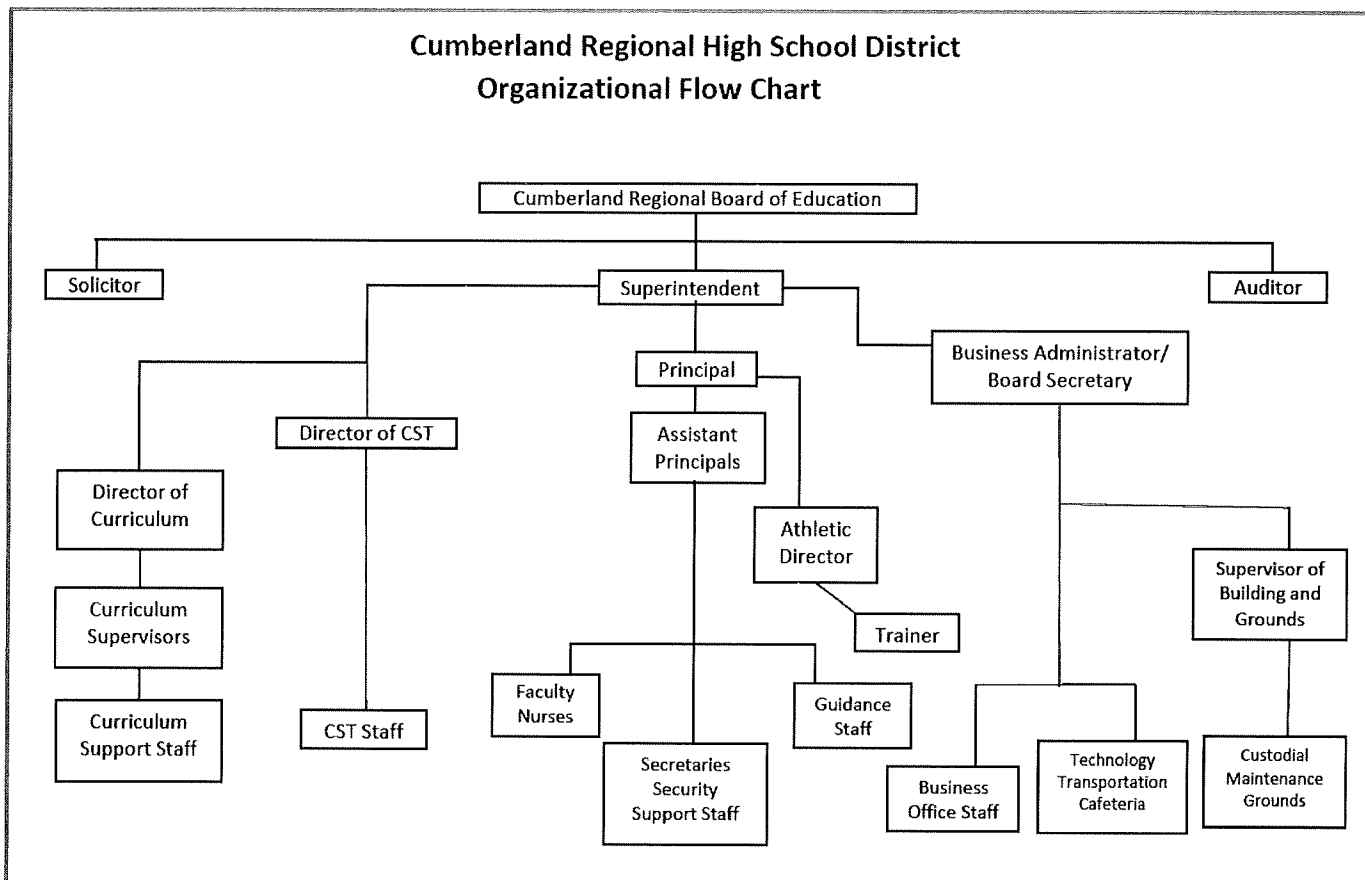 Cumberland Regional High School District
Organizational Flow Chart
Cumberland Regional Board of Education
Solicitor
Superintendent
Auditor
Principal
Business Administrator/
Board Secretary
Director of CST
Assistant
Principals
Director of
Curriculum
Athletic
Director
Supervisor of
Building and
Grounds
Curriculum
Supervisors
Trainer
Faculty
Nurses
Guidance
Staff
Curriculum
Support Staff
CST Staff
Secretaries
Security
Support Staff
Business
Office Staff
Technology
Transportation
Cafeteria
Custodial
Maintenance
Grounds